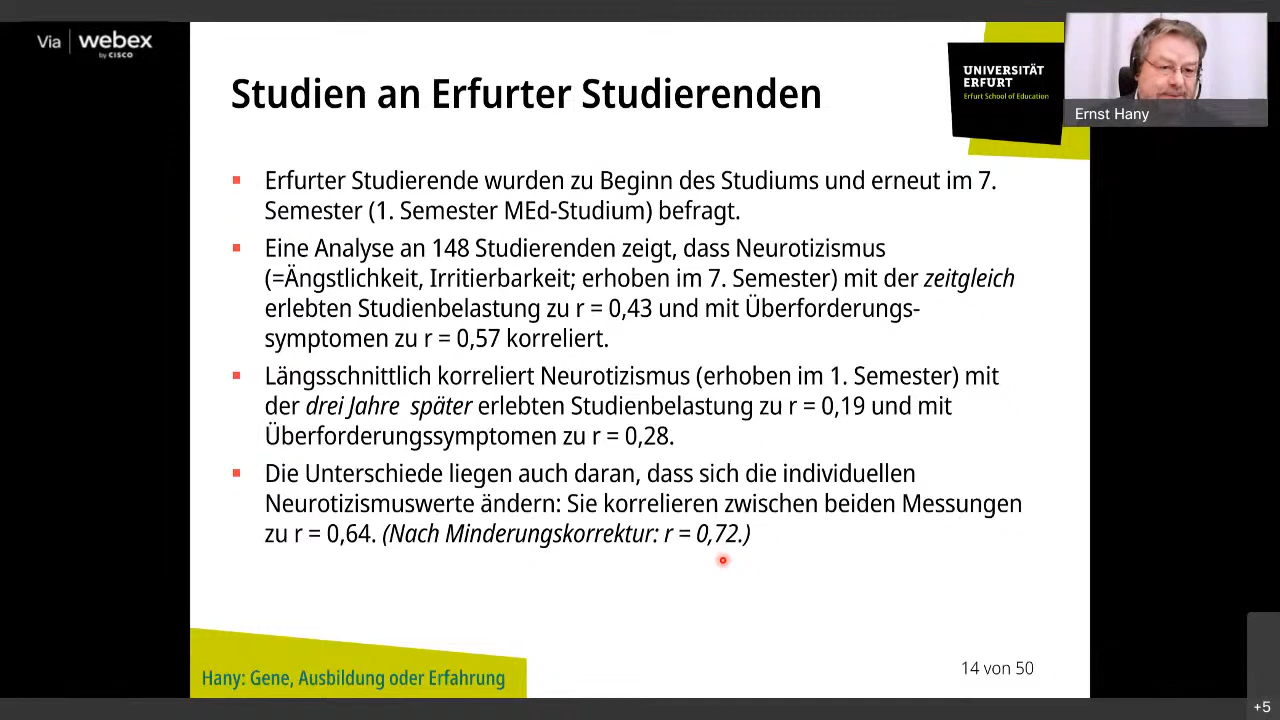 Via webex
by CISCO
Studien an Erfurter Studierenden
UNIVERSITÄT
ERFURT
Erfurt School of Education
Ernst Hany
Erfurter Studierende wurden zu Beginn des Studiums und erneut im 7.
Semester (1. Semester MEd-Studium) befragt.
Eine Analyse an 148 Studierenden zeigt, dass Neurotizismus
(=Ängstlichkeit, Irritierbarkeit; erhoben im 7. Semester) mit der zeitgleich
erlebten Studienbelastung zu r = 0,43 und mit Überforderungs-
symptomen zu r = 0,57 korreliert.
Längsschnittlich korreliert Neurotizismus (erhoben im 1. Semester) mit
der drei Jahre später erlebten Studienbelastung zu r = 0,19 und mit
Überforderungssymptomen zu r = 0,28.
Die Unterschiede liegen auch daran, dass sich die individuellen
Neurotizismuswerte ändern: Sie korrelieren zwischen beiden Messungen
zu r = 0,64. (Nach Minderungskorrektur: r = 0,72.)
Hany: Gene, Ausbildung oder Erfahrung
14 von 50
+5